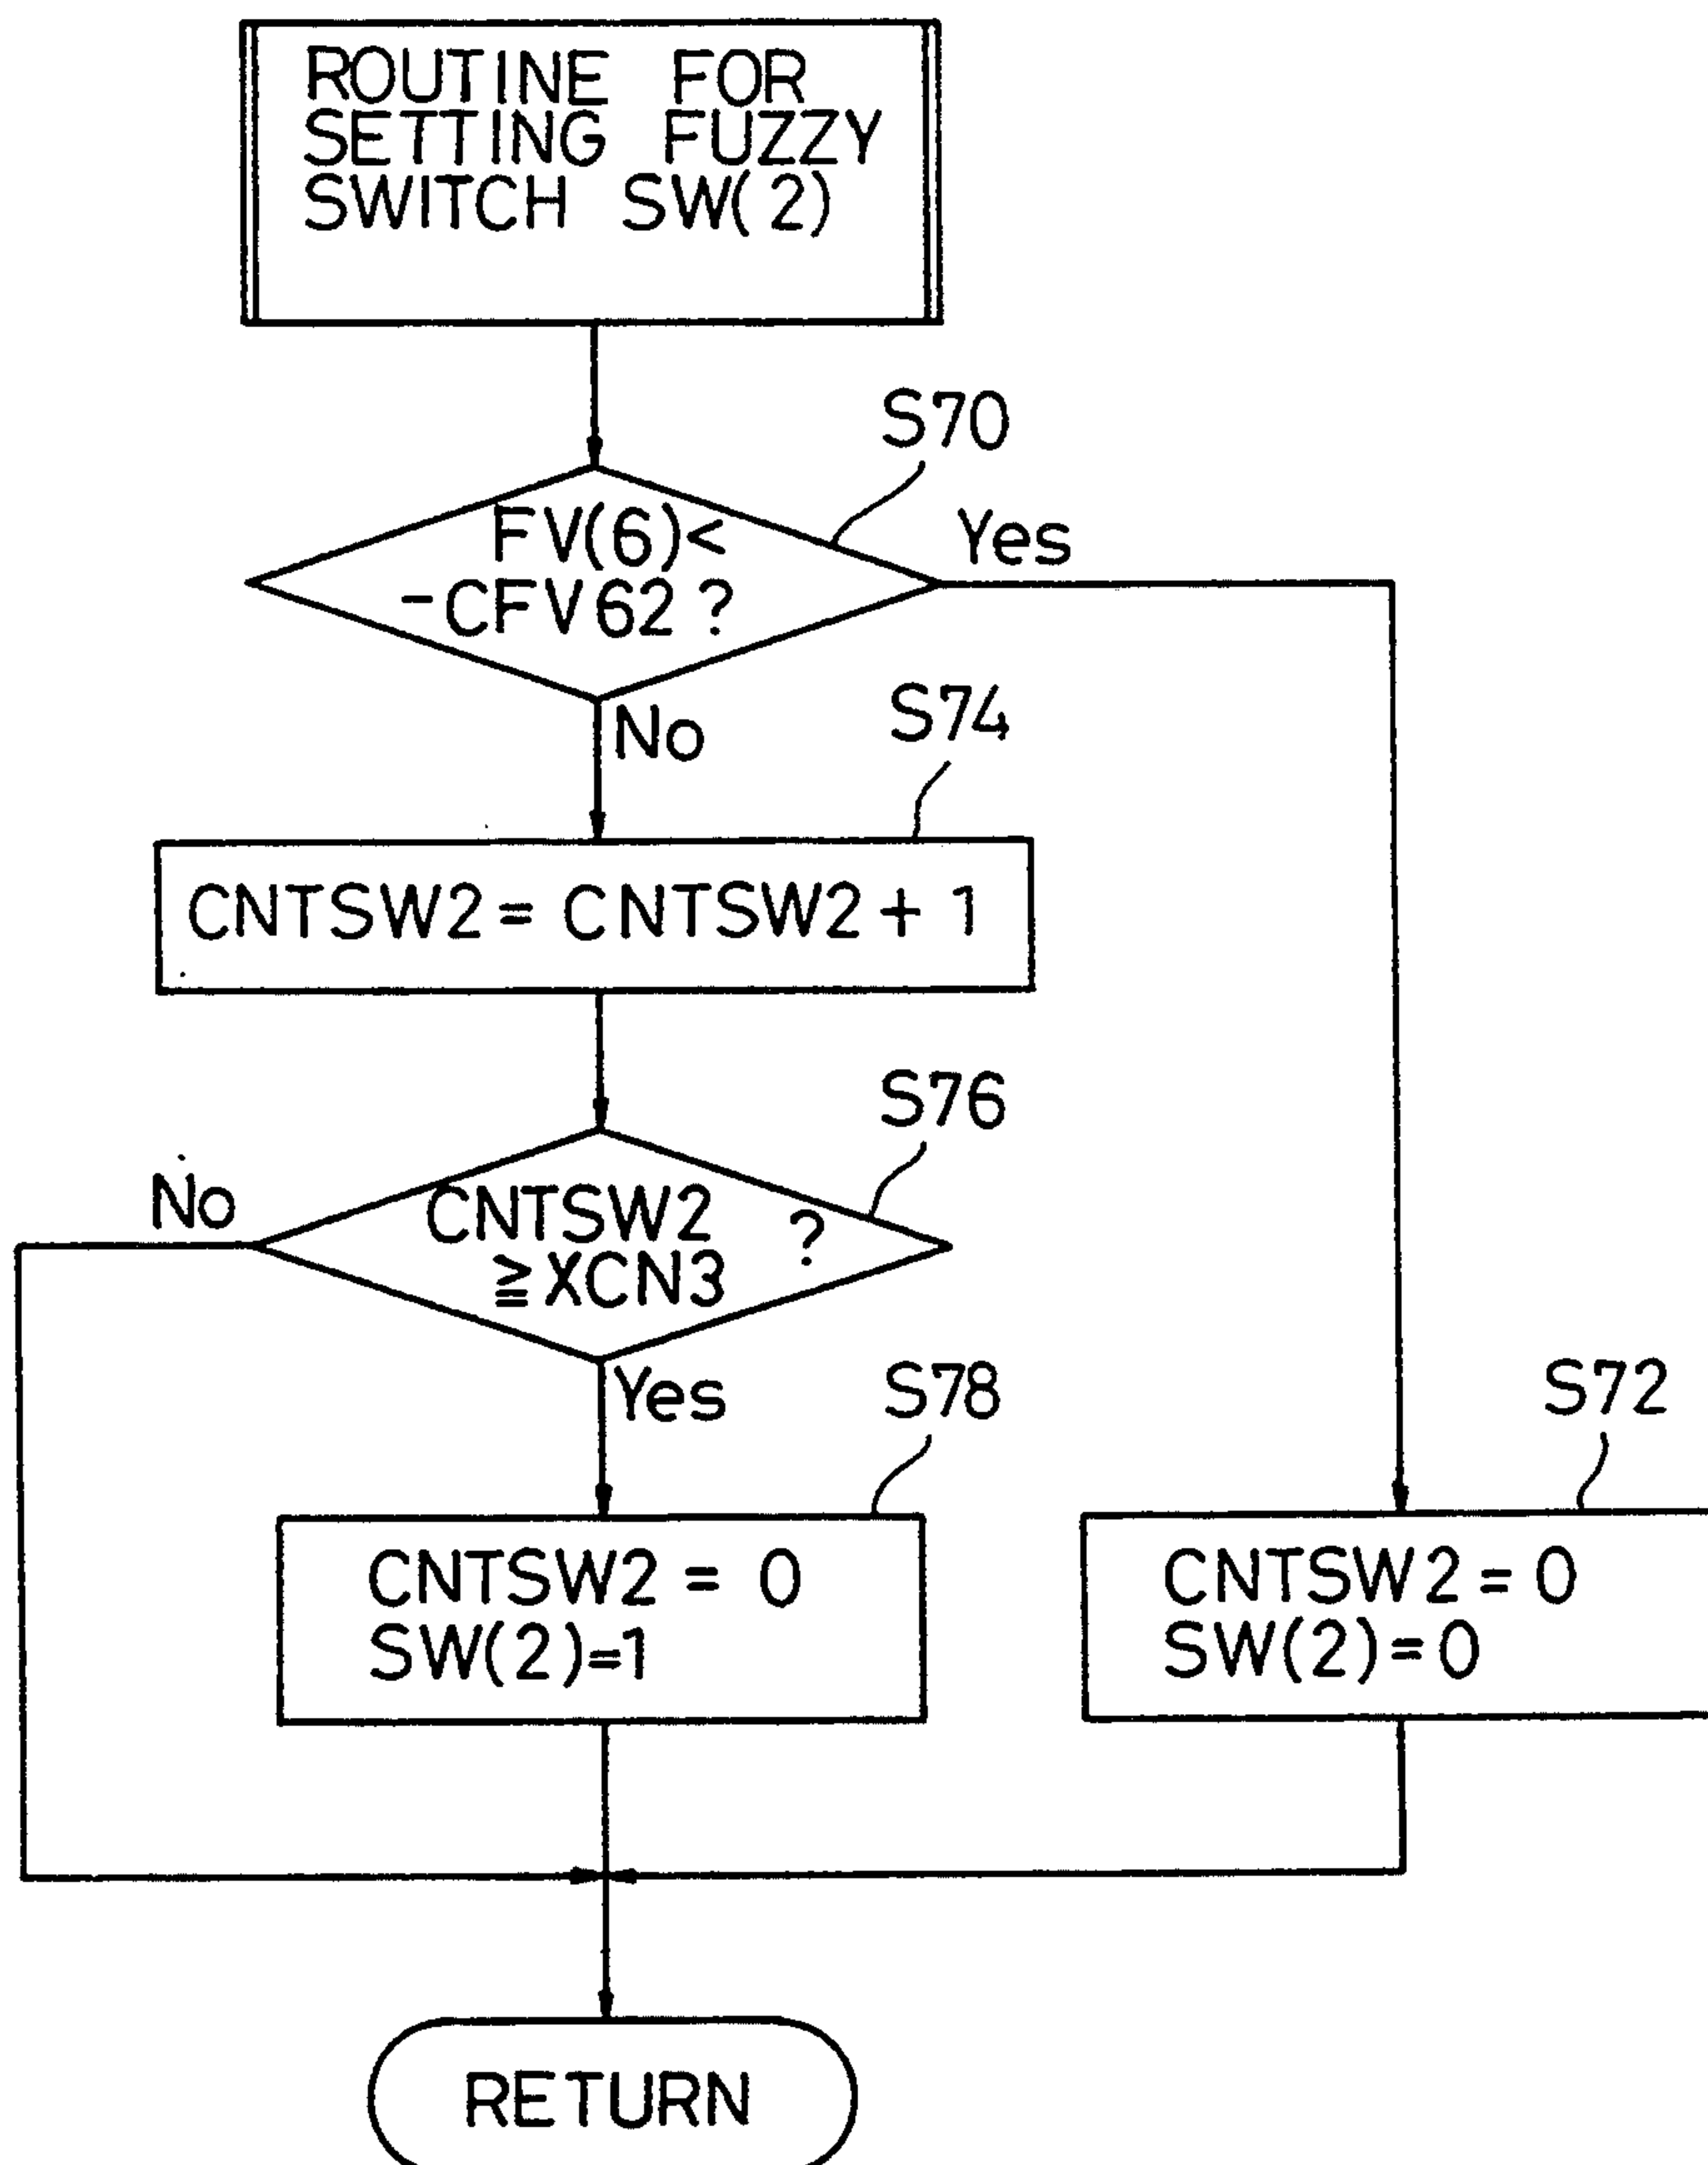 ROUTINE FOR
SETTING FUZZY
SWITCH SW(2)
S70
FV(6)<
-CFV62?
Yes
No
S74
CNTSW2 = CNTSW2 + 1
S76
No
CNTSW2 ?
≧XCN3
Yes
S78
S72
CNTSW2 = 0
SW(2)=1
CNTSW2 = 0
SW(2)=0
RETURN